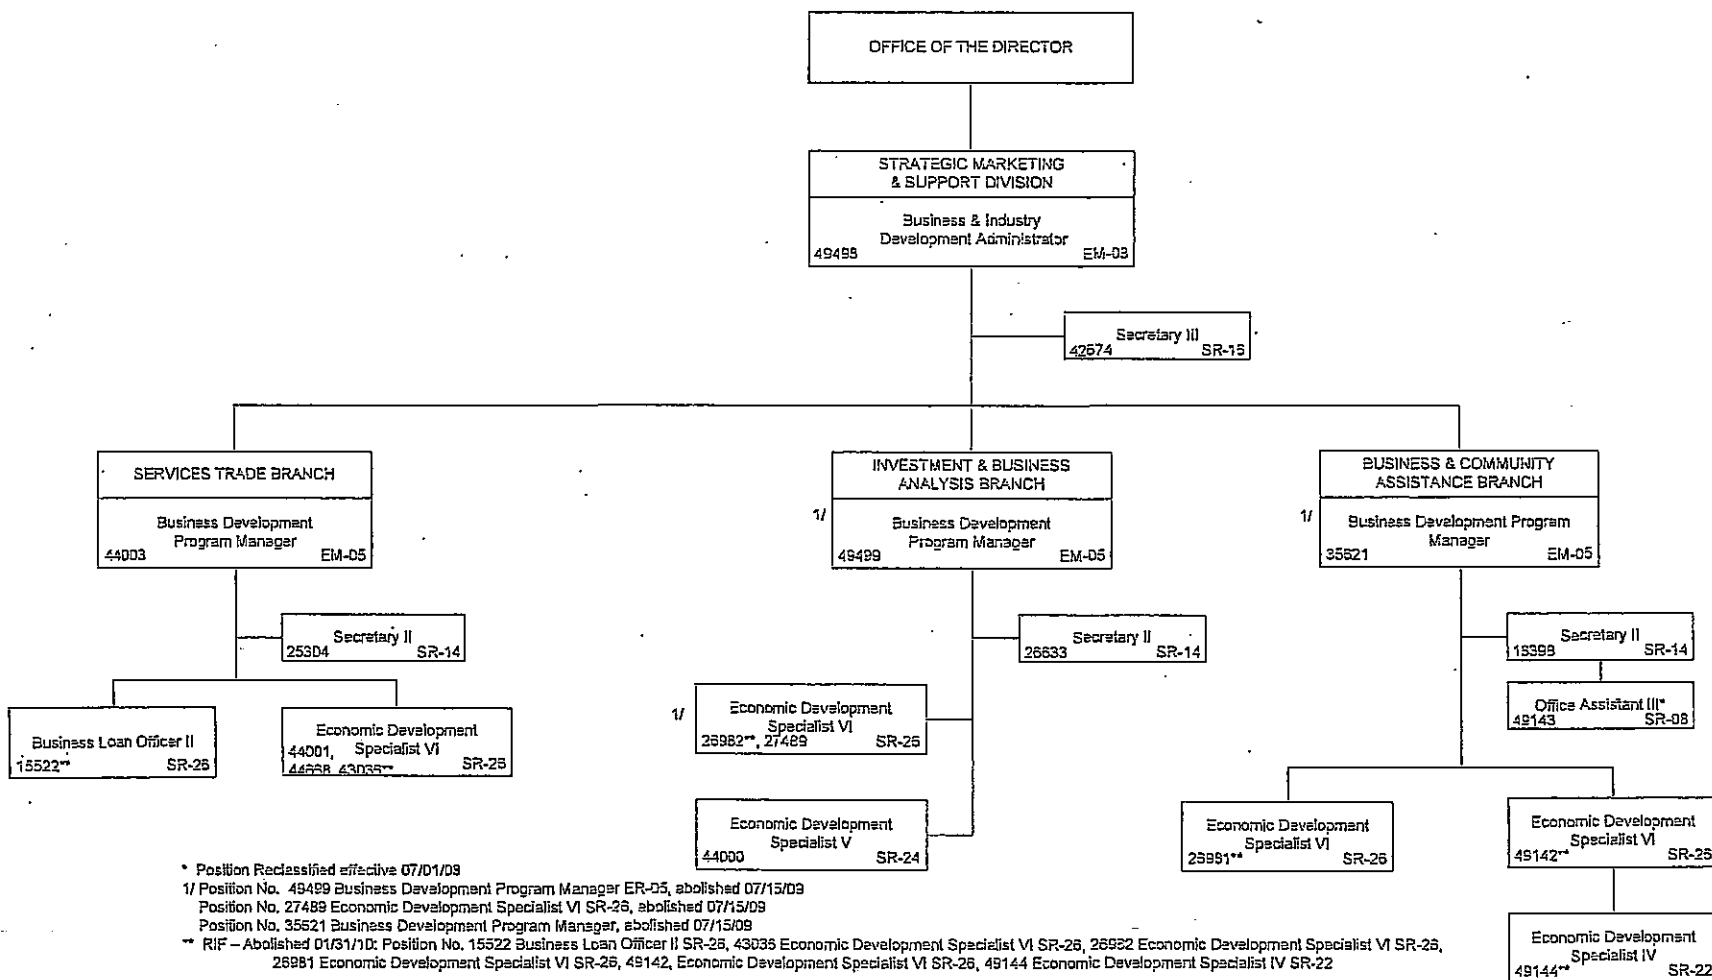 OFFICE OF THE DIRECTOR
STRATEGIC MARKETING
& SUPPORT DIVISION
Business & Industry
Development Administrator
49498 EM-03
Secretary III
42674 SR-16
SERVICES TRADE BRANCH
Business Development
Program Manager
44003 EM-05
Secretary II
25304 SR-14
Business Loan Officer II
15522** SR-26
Economic Development
44001, Specialist VI
43035** SR-26
INVESTMENT & BUSINESS
ANALYSIS BRANCH
1/
Business Development
Program Manager
49499 EM-05
Secretary II
26633 SR-14
1/
Economic Development
Specialist VI
26982**, 27489 SR-26
Economic Development
Specialist V
44000 SR-24
BUSINESS & COMMUNITY
ASSISTANCE BRANCH
1/
Business Development Program
Manager
35621 EM-05
Secretary II
SR-14
Office Assistant III*
49143 SR-08
Economic Development
Specialist VI
26981** SR-26
Economic Development
Specialist VI
49142** SR-26
Economic Development
Specialist IV
49144** SR-22
* Position Reclassified effective 07/01/09
1/ Position No. 49499 Business Development Program Manager ER-05, abolished 07/15/09
Position No. 27489 Economic Development Specialist VI SR-26, abolished 07/15/09
Position No. 35621 Business Development Program Manager, abolished 07/15/09
** RIF – Abolished 01/31/10: Position No. 15522 Business Loan Officer II SR-26, 43035 Economic Development Specialist VI SR-26, 26982 Economic Development Specialist VI SR-26,
26981 Economic Development Specialist VI SR-26, 49142, Economic Development Specialist VI SR-26, 49144 Economic Development Specialist IV SR-22